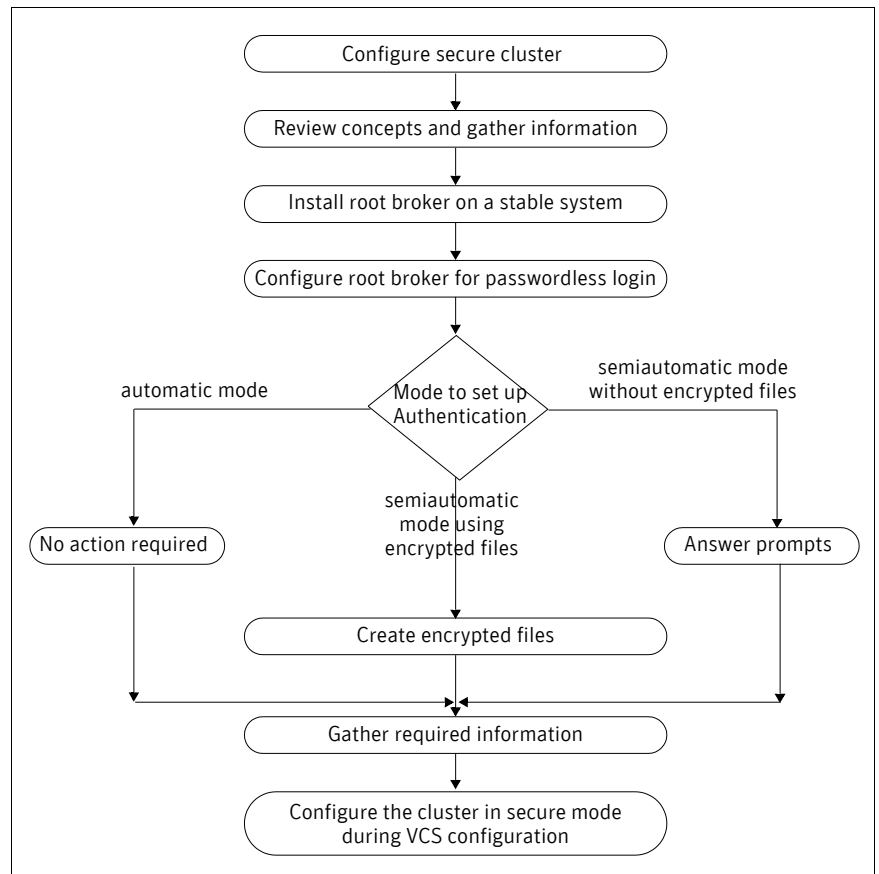 Configure secure cluster
Review concepts and gather information
Install root broker on a stable system
Configure root broker for passwordless login
semiautomatic mode
without encrypted files
automatic mode
Mode to set up
Authentication
semiautomatic
mode using
encrypted files
No action required
Answer prompts
Create encrypted files
Gather required information
Configure the cluster in secure mode
during VCS configuration